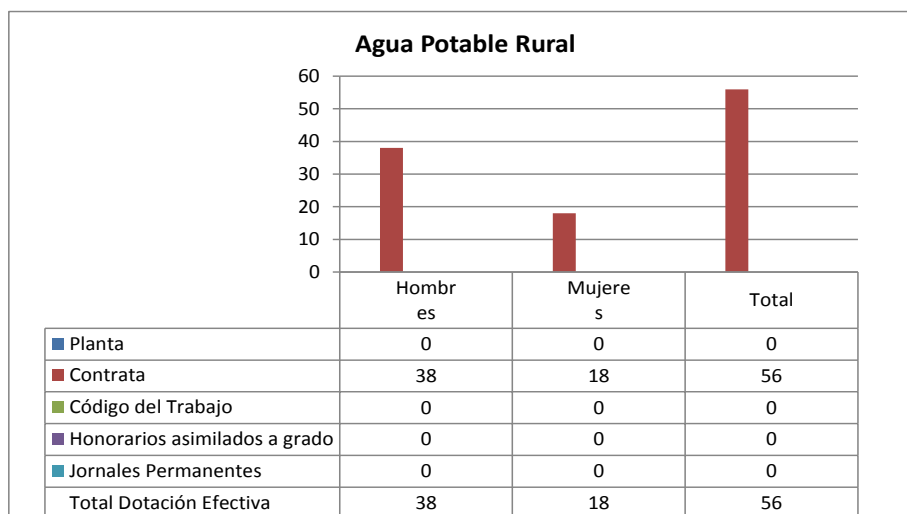 Agua Potable Rural
60
50
40
30
20
10
0
Hombr
es
Mujere
s
Total
Planta 0 0 0
Contrata 38 18 56
Código del Trabajo 0 0 0
Honorarios asimilados a grado 0 0 0
Jornales Permanentes 0 0 0
Total Dotación Efectiva 38 18 56